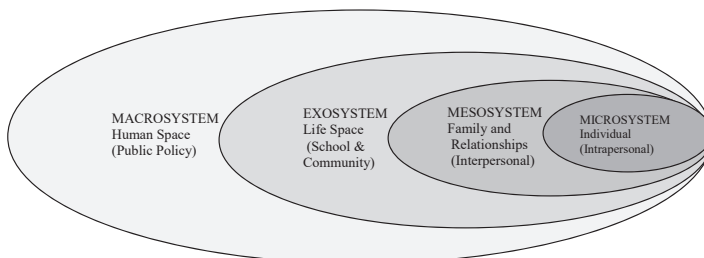 MACROSYSTEM
Human Space
(Public Policy)
EXOSYSTEM
Life Space
(School &
Community)
MESOSYSTEM
Family and
Relationships
(Interpersonal)
MICROSYSTEM
Individual
(Intrapersonal)